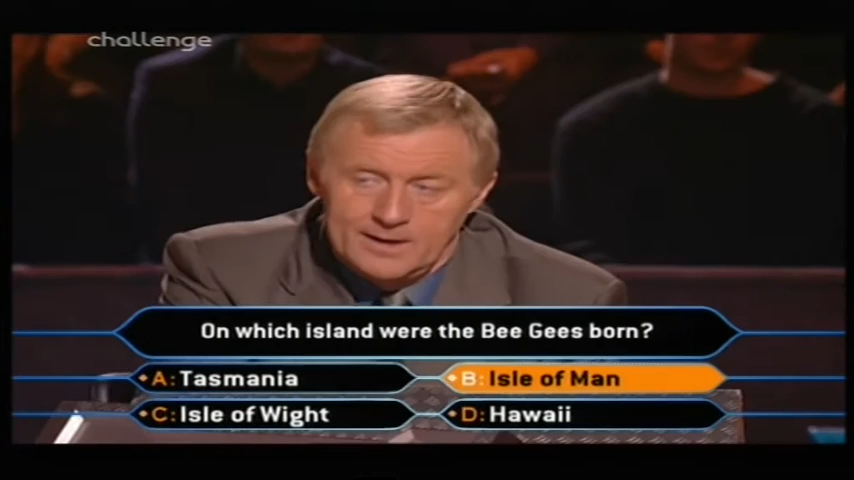 challenge
On which island were the Bee Gees born?
A: Tasmania
B: Isle of Man
C: Isle of Wight
D: Hawaii